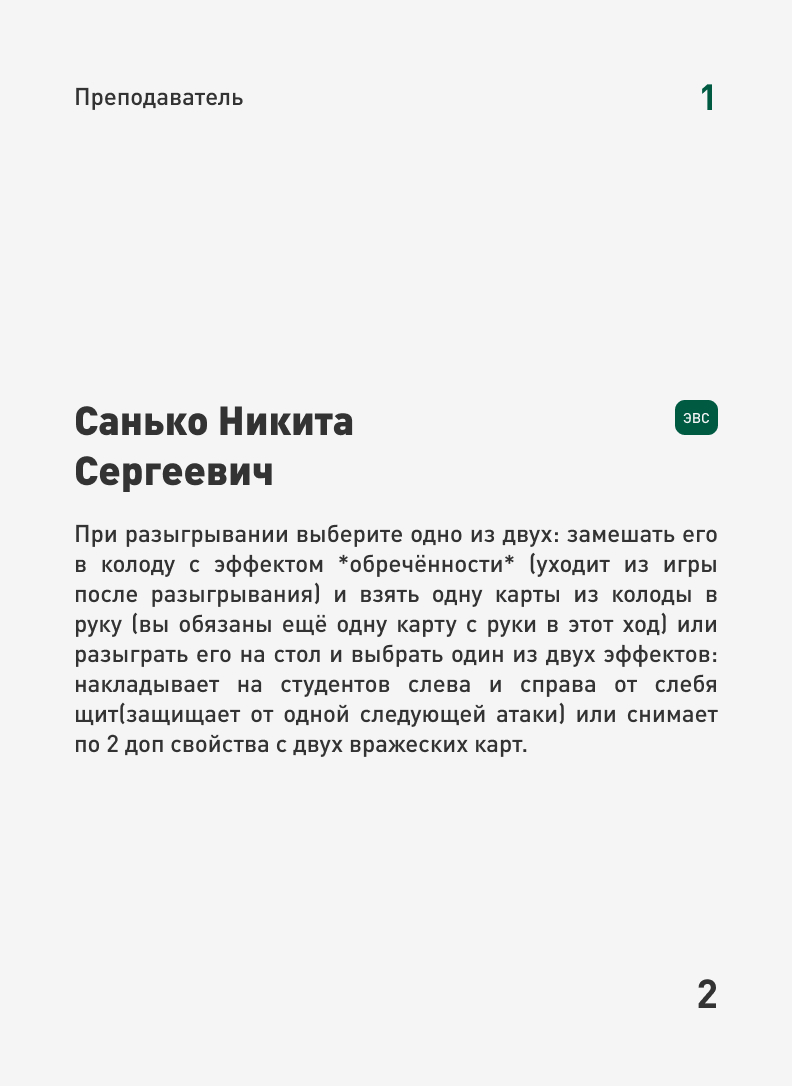 Преподаватель
1
Санько Никита
Сергеевич
эвс
При разыгрывании выберите одно из двух: замешать его
в колоду с эффектом *обречённости* (уходит из игры
после разыгрывания) и взять одну карты из колоды в
руку (вы обязаны ещё одну карту с руки в этот ход) или
разыграть его на стол и выбрать один из двух эффектов:
накладывает на студентов слева и справа от слебя
щит(защищает от одной следующей атаки) или снимает
по 2 доп свойства с двух вражеских карт.
2